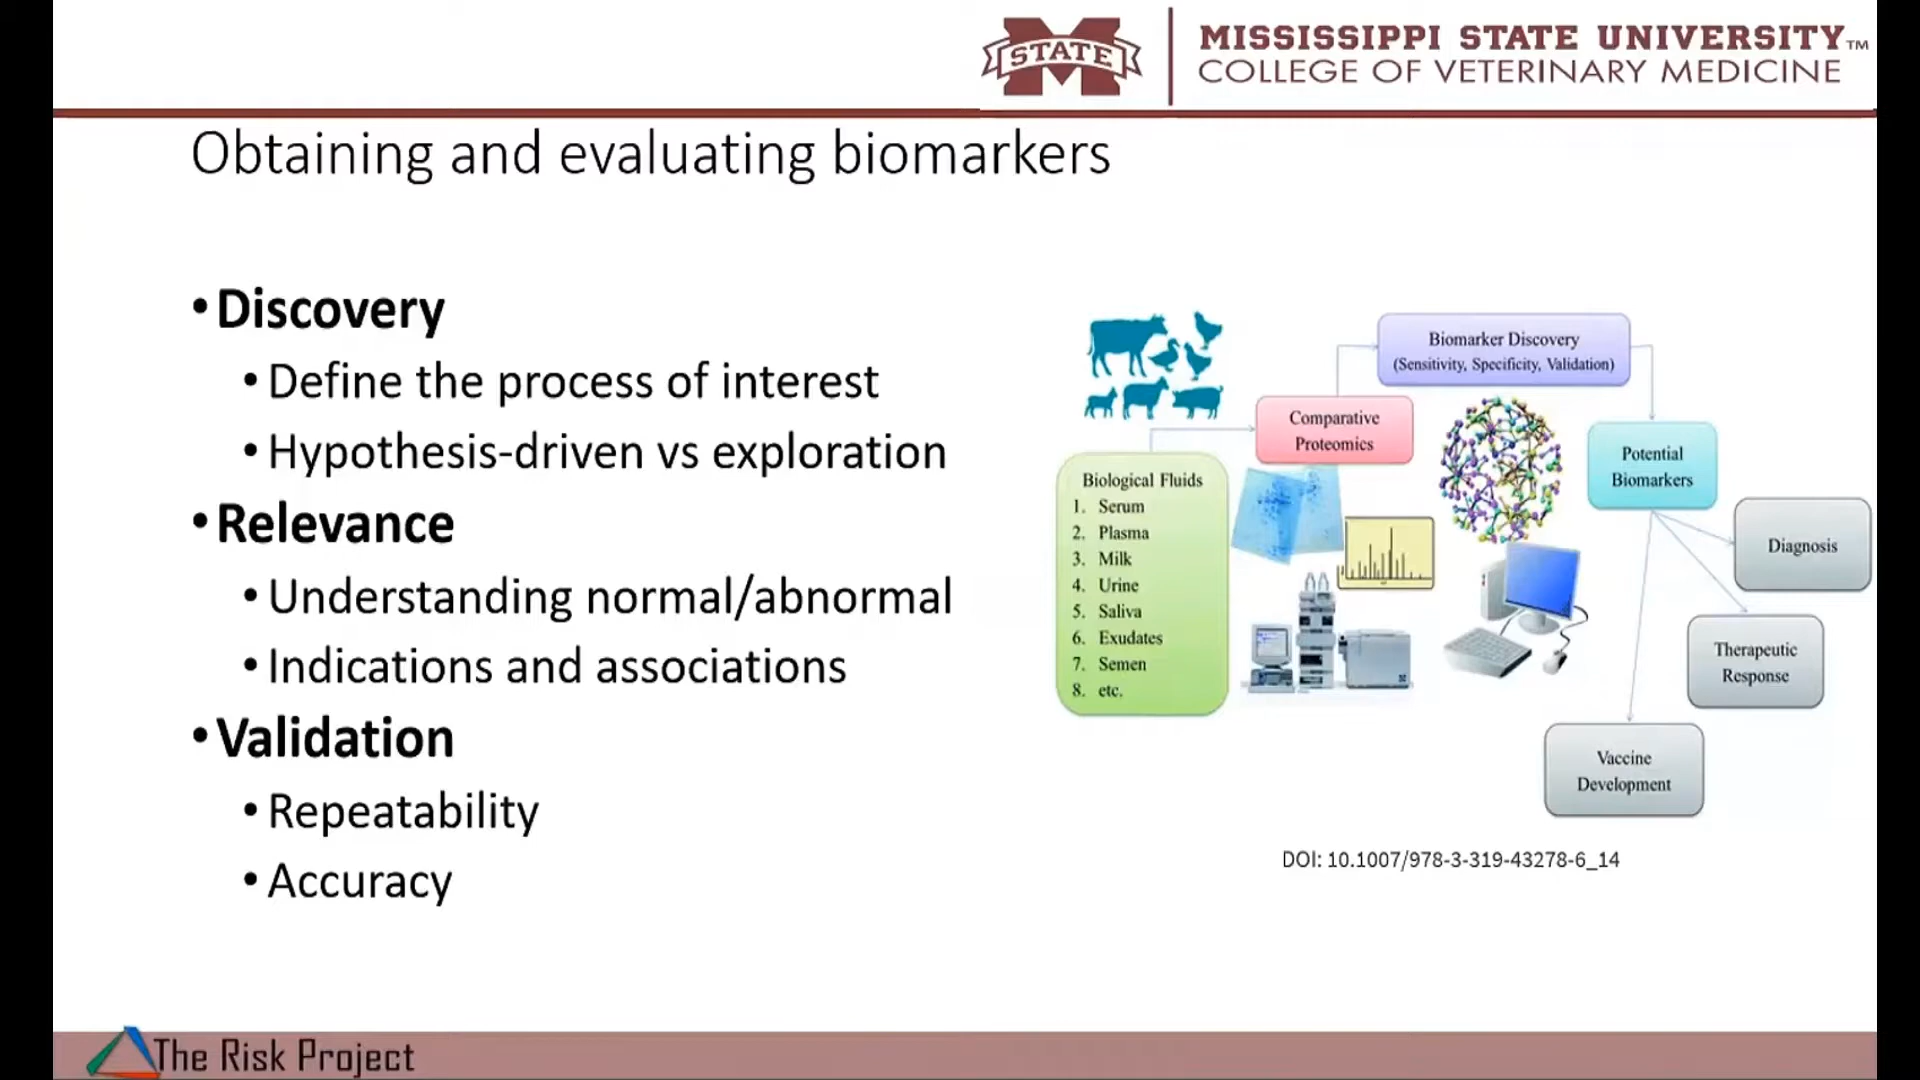 STATE
MISSISSIPPI STATE UNIVERSITY™
COLLEGE OF VETERINARY MEDICINE
Obtaining and evaluating biomarkers
• Discovery
• Define the process of interest
• Hypothesis-driven vs exploration
• Relevance
• Understanding normal/abnormal
• Indications and associations
• Validation
• Repeatability
• Accuracy
Biological Fluids
1. Serum
2. Plasma
3. Milk
4. Urine
5. Saliva
6. Exudates
7. Semen
8. etc.
Comparative
Proteomics
Biomarker Discovery
(Sensitivity, Specificity, Validation)
Potential
Biomarkers
Diagnosis
Therapeutic
Response
Vaccine
Development
DOI: 10.1007/978-3-319-43278-6_14
The Risk Project